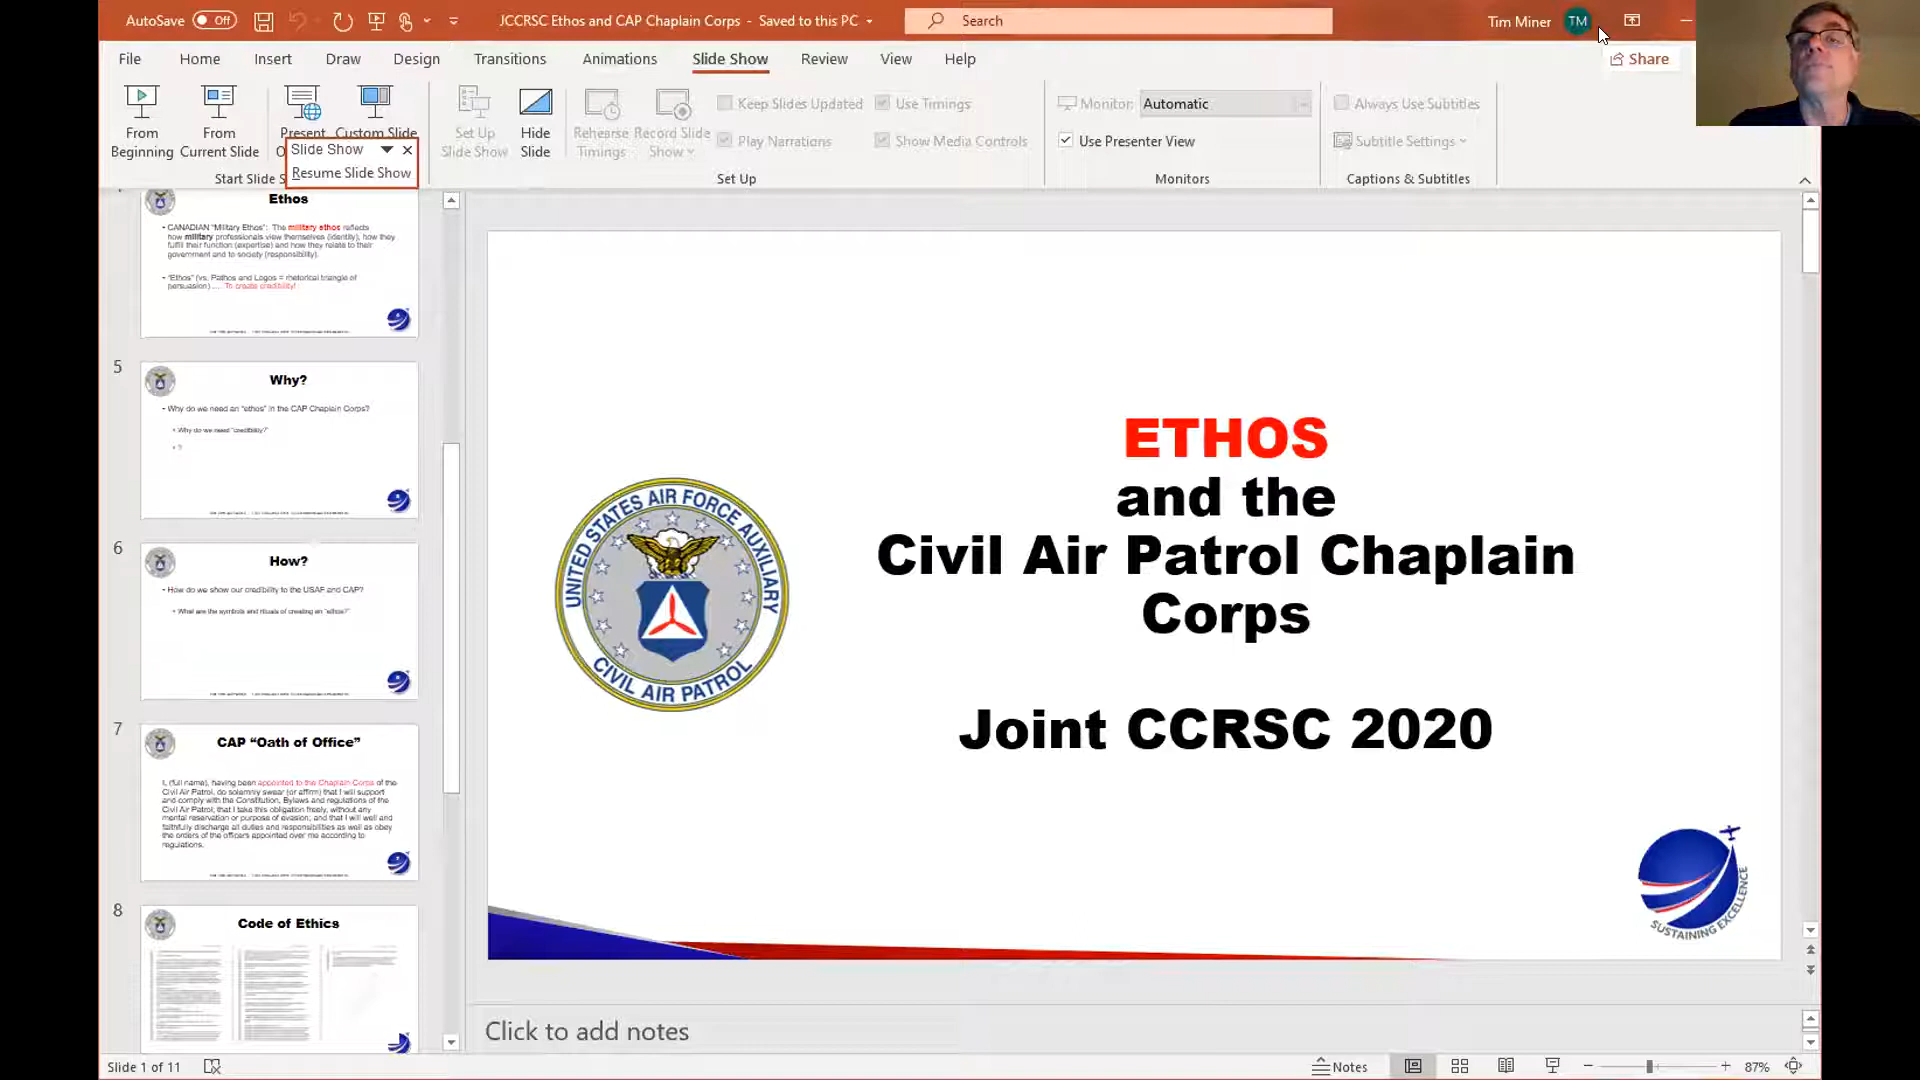 AutoSave Off JCCRSC Ethos and CAP Chaplain Corps - Saved to this PC Search Tim Miner TM
File Home Insert Draw Design Transitions Animations Slide Show Review View Help Share
From Beginning
From Current Slide
Present
Custom Slide
Slide Show
Resume Slide Show
Start Slide S
Set Up Slide Show
Hide Slide
Rehearse Timings
Record Slide Show
Keep Slides Updated
Play Narrations
Use Timings
Show Media Controls
Set Up
Monitor: Automatic
Use Presenter View
Monitors
Always Use Subtitles
Subtitle Settings
Captions & Subtitles
Ethos
• CANADIAN "Military Ethos": The military ethos reflects
how military professionals view themselves (identity), how they
fulfill their function (expertise) and how they relate to their
government and to society (responsibility).
• "Ethos" (vs. Pathos and Logos = rhetorical triangle of
persuasion) .... To create credibility!
5
Why?
• Why do we need an "ethos" in the CAP Chaplain Corps?
• Why do we need "credibility?"
• ?
6
How?
• How do we show our credibility to the USAF and CAP?
• What are the symbols and rituals of creating an "ethos?"
7
CAP “Oath of Office”
I, (full name), having been appointed to the Chaplain Corps of the
Civil Air Patrol, do solemnly swear (or affirm) that I will support
and comply with the Constitution, Bylaws and regulations of the
Civil Air Patrol; that I take this obligation freely, without any
mental reservation or purpose of evasion; and that I will well and
faithfully discharge all duties and responsibilities as well as obey
the orders of the officers appointed over me according to
regulations.
8
Code of Ethics
ETHOS
and the
Civil Air Patrol Chaplain
Corps
Joint CCRSC 2020
UNITED STATES AIR FORCE AUXILIARY
CIVIL AIR PATROL
SUSTAINING EXCELLENCE
Click to add notes
Slide 1 of 11 Notes 87%